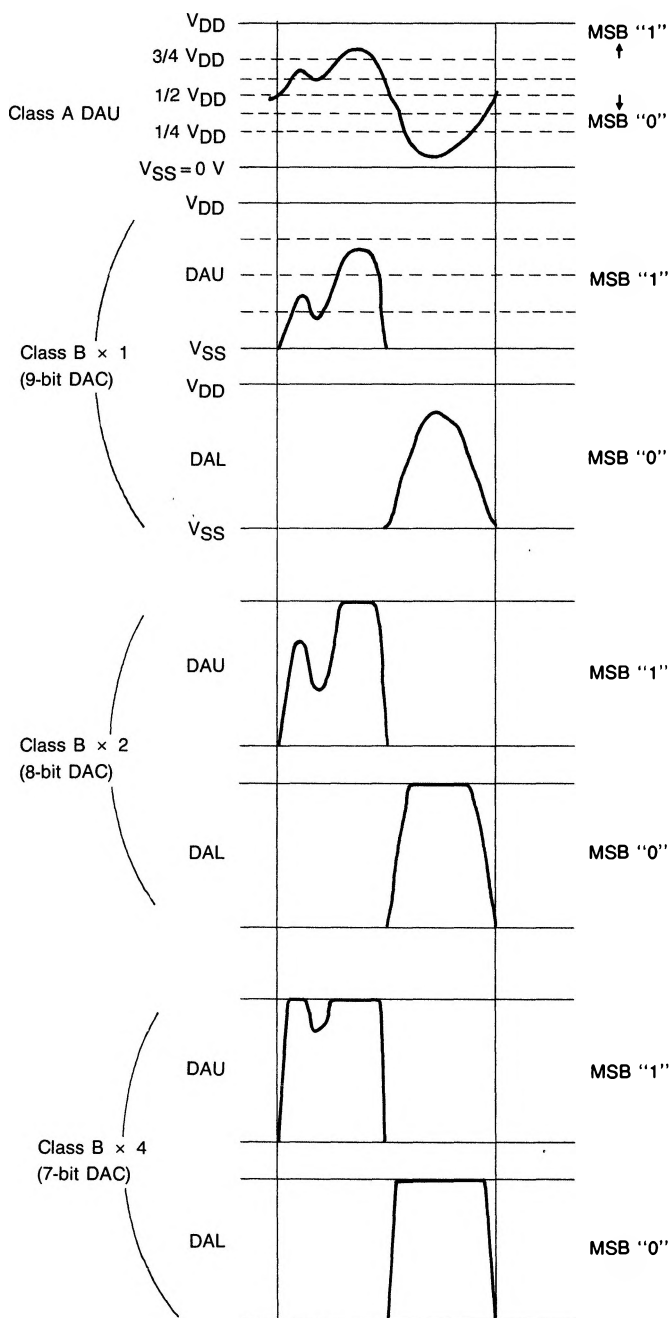 VDD
MSB “1”
3/4 VDD
1/2 VDD
Class A DAU
MSB “0”
1/4 VDD
VSS = 0 V
VDD
DAU
MSB “1”
Class B × 1
(9-bit DAC)
VSS
VDD
DAL
MSB “0”
VSS
DAU
MSB “1”
Class B × 2
(8-bit DAC)
DAL
MSB “0”
DAU
MSB “1”
Class B × 4
(7-bit DAC)
DAL
MSB “0”